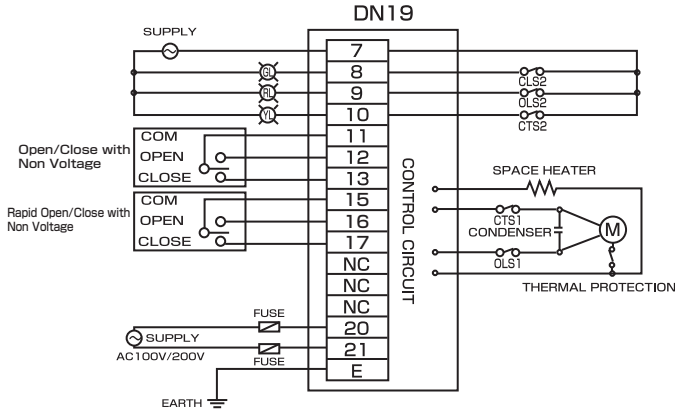 DN19
SUPPLY
7
8
9
10
11
12
13
15
16
17
NC
NC
NC
20
21
E
GL
RL
YL
CLS2
OLS2
CTS2
Open/Close with
Non Voltage
COM
OPEN
CLOSE
Rapid Open/Close with
Non Voltage
COM
OPEN
CLOSE
CONTROL CIRCUIT
SPACE HEATER
CTS1
CONDENSER
OLS1
M
THERMAL PROTECTION
FUSE
SUPPLY
AC100V/200V
FUSE
EARTH